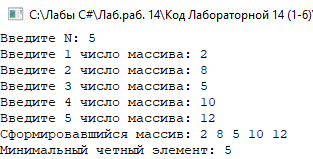 C:\Лабы C#\Лаб.раб. 14\Код Лабораторной 14 (1-6)
Введите N: 5
Введите 1 число массива: 2
Введите 2 число массива: 8
Введите 3 число массива: 5
Введите 4 число массива: 10
Введите 5 число массива: 12
Сформировавшийся массив: 2 8 5 10 12
Минимальный четный элемент: 5